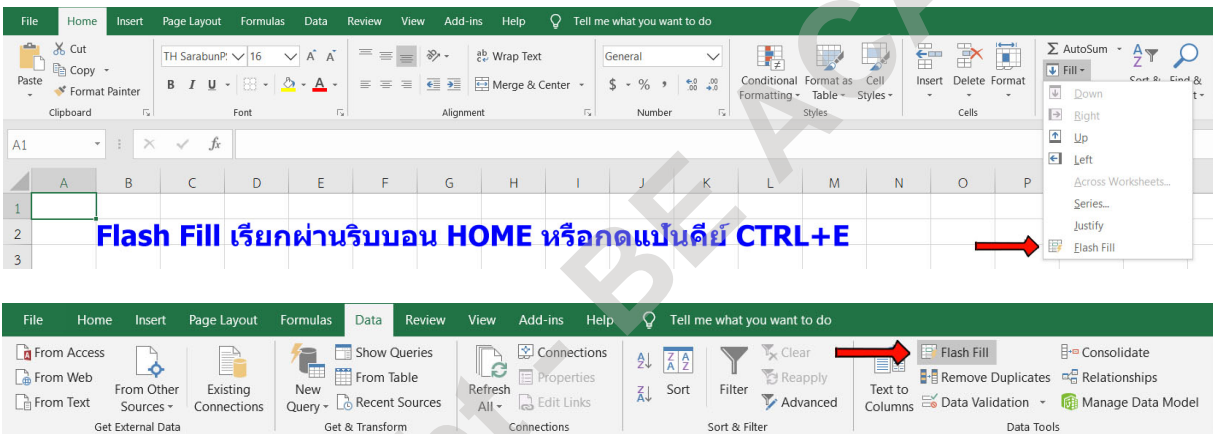 File Home Insert Page Layout Formulas Data Review View Add-ins Help Tell me what you want to do
Cut
Copy
Format Painter
Paste
Clipboard
TH SarabunP: 16
B I U
Font
Wrap Text
Merge & Center
Alignment
General
$ % ,
Number
Conditional Formatting
Format as Table
Cell Styles
Styles
Insert Delete Format
Cells
AutoSum
Fill
Sort & Find &
Down
Right
Up
Left
Across Worksheets...
Series...
Justify
Flash Fill
A1 fx
A B C D E F G H I J K L M N O P
1
2
3
Flash Fill เรียกผ่านริบบอน HOME หรือกดแป้นคีย์ CTRL+E
File Home Insert Page Layout Formulas Data Review View Add-ins Help Tell me what you want to do
From Access
From Web
From Text
From Other Sources
Existing Connections
Get External Data
New Query
Show Queries
From Table
Recent Sources
Get & Transform
Refresh All
Connections
Properties
Edit Links
Connections
Sort
Filter
Clear
Reapply
Advanced
Sort & Filter
Text to Columns
Flash Fill
Remove Duplicates
Data Validation
Consolidate
Relationships
Manage Data Model
Data Tools